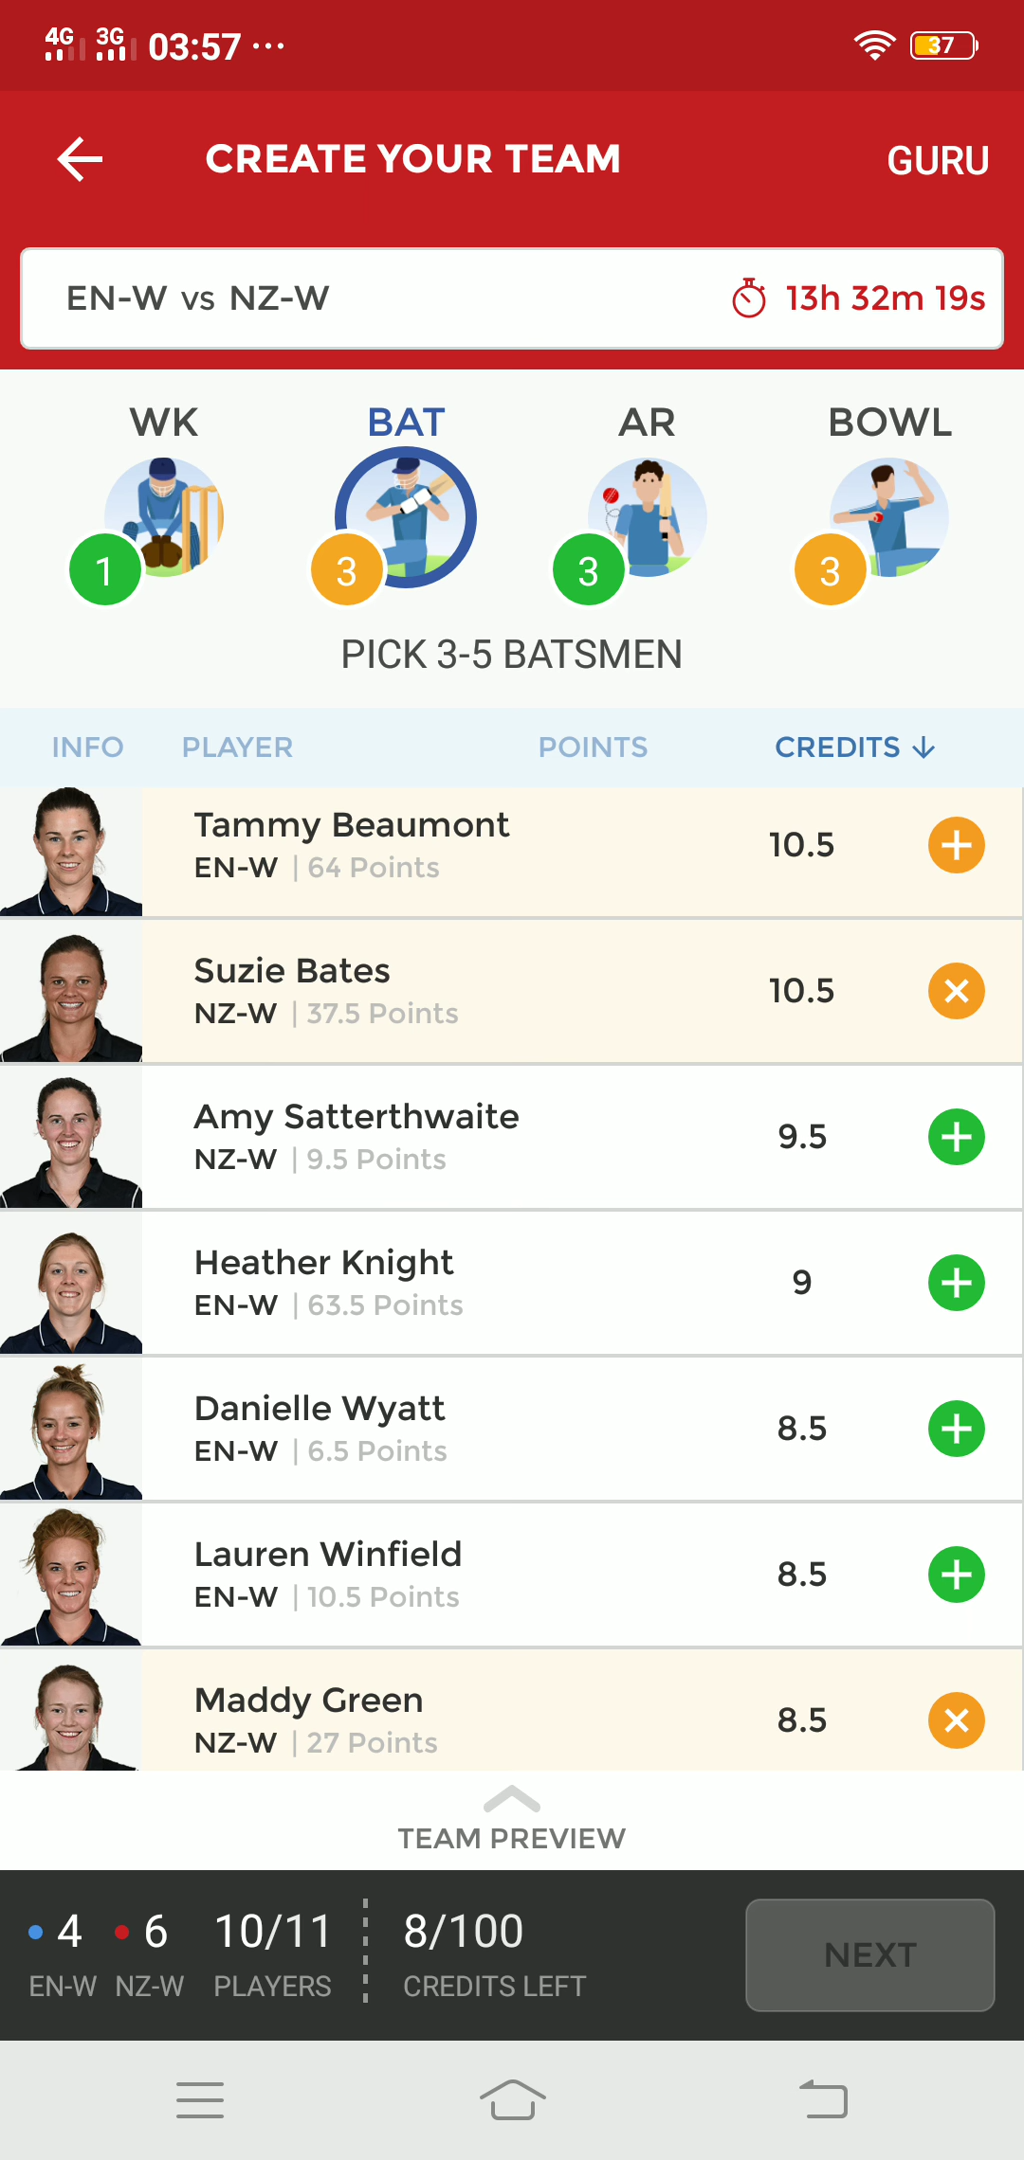 4G 3G 03:57 ... 37
CREATE YOUR TEAM GURU
EN-W vs NZ-W 13h 32m 19s
WK BAT AR BOWL
1 3 3 3
PICK 3-5 BATSMEN
INFO PLAYER POINTS CREDITS
Tammy Beaumont
EN-W | 64 Points 10.5
Suzie Bates
NZ-W | 37.5 Points 10.5
Amy Satterthwaite
NZ-W | 9.5 Points 9.5
Heather Knight
EN-W | 63.5 Points 9
Danielle Wyatt
EN-W | 6.5 Points 8.5
Lauren Winfield
EN-W | 10.5 Points 8.5
Maddy Green
NZ-W | 27 Points 8.5
TEAM PREVIEW
4 6 10/11 8/100
EN-W NZ-W PLAYERS CREDITS LEFT
NEXT